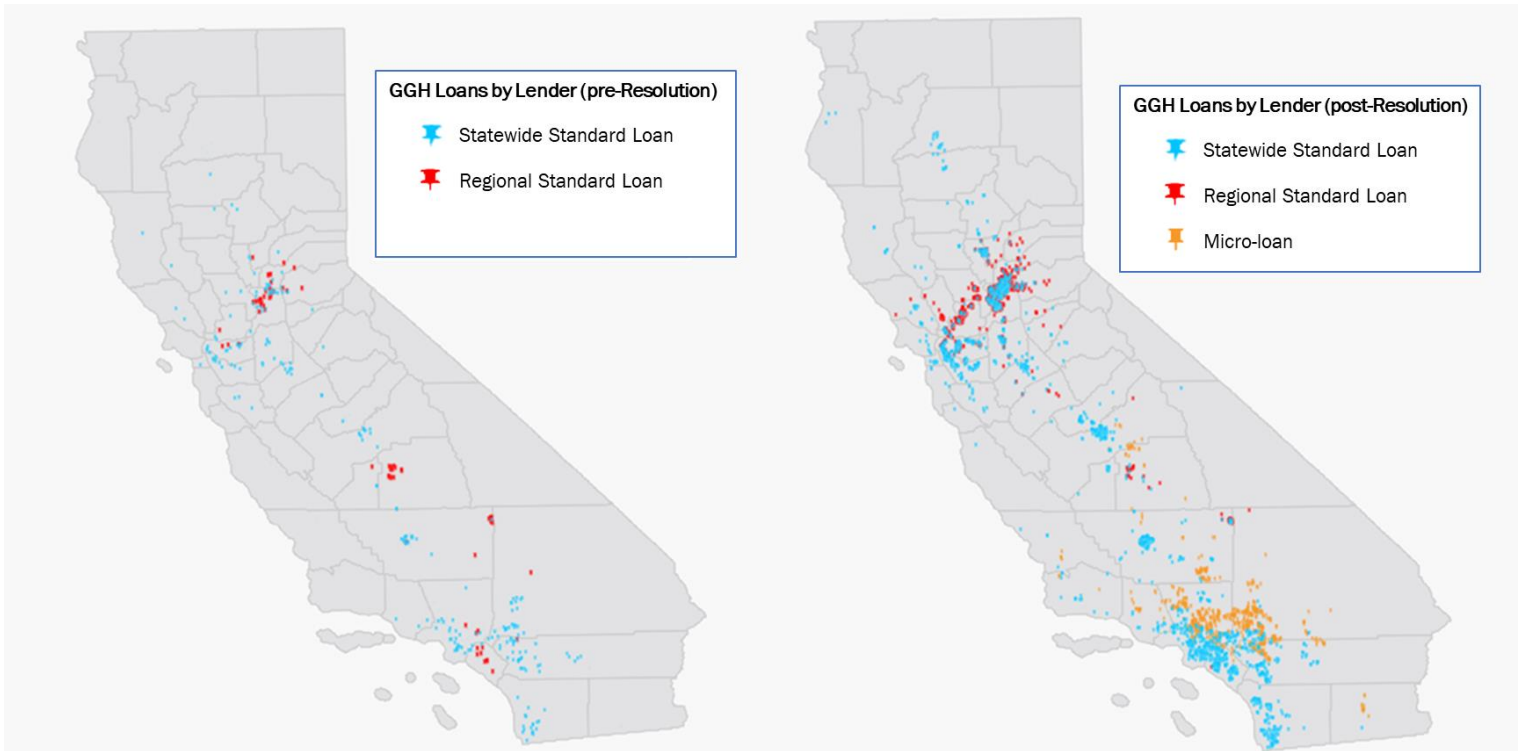 GGH Loans by Lender (pre-Resolution)
Statewide Standard Loan
Regional Standard Loan
GGH Loans by Lender (post-Resolution)
Statewide Standard Loan
Regional Standard Loan
Micro-loan